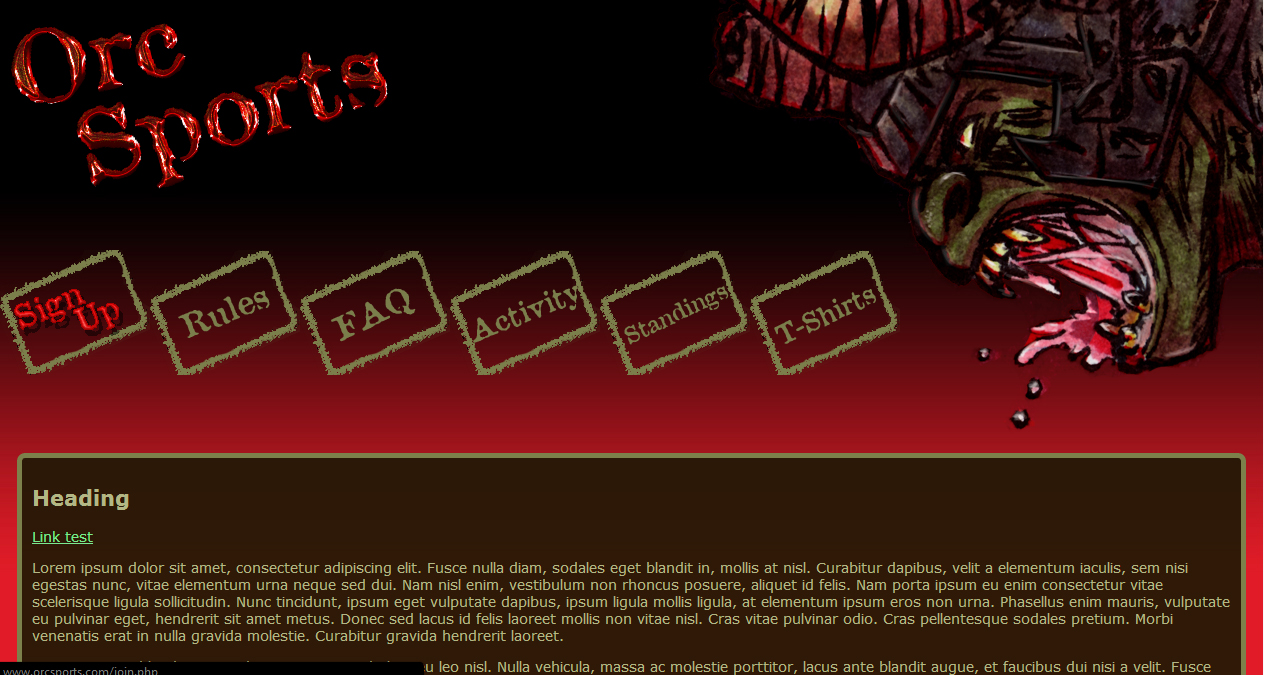 Orc
Sports
Sign
Up
Rules
FAQ
Activity
Standings
T-Shirts
Heading
Link test
Lorem ipsum dolor sit amet, consectetur adipiscing elit. Fusce nulla diam, sodales eget blandit in, mollis at nisl. Curabitur dapibus, velit a elementum iaculis, sem nisi
egestas nunc, vitae elementum urna neque sed dui. Nam nisl enim, vestibulum non rhoncus posuere, aliquet id felis. Nam porta ipsum eu enim consectetur vitae
scelerisque ligula sollicitudin. Nunc tincidunt, ipsum eget vulputate dapibus, ipsum ligula mollis ligula, at elementum ipsum eros non urna. Phasellus enim mauris, vulputate
eu pulvinar eget, hendrerit sit amet metus. Donec sed lacus id felis laoreet mollis non vitae nisl. Cras vitae pulvinar odio. Cras pellentesque sodales pretium. Morbi
venenatis erat in nulla gravida molestie. Curabitur gravida hendrerit laoreet.
eu leo nisl. Nulla vehicula, massa ac molestie porttitor, lacus ante blandit augue, et faucibus dui nisi a velit. Fusce
www.orcsports.com/join.php